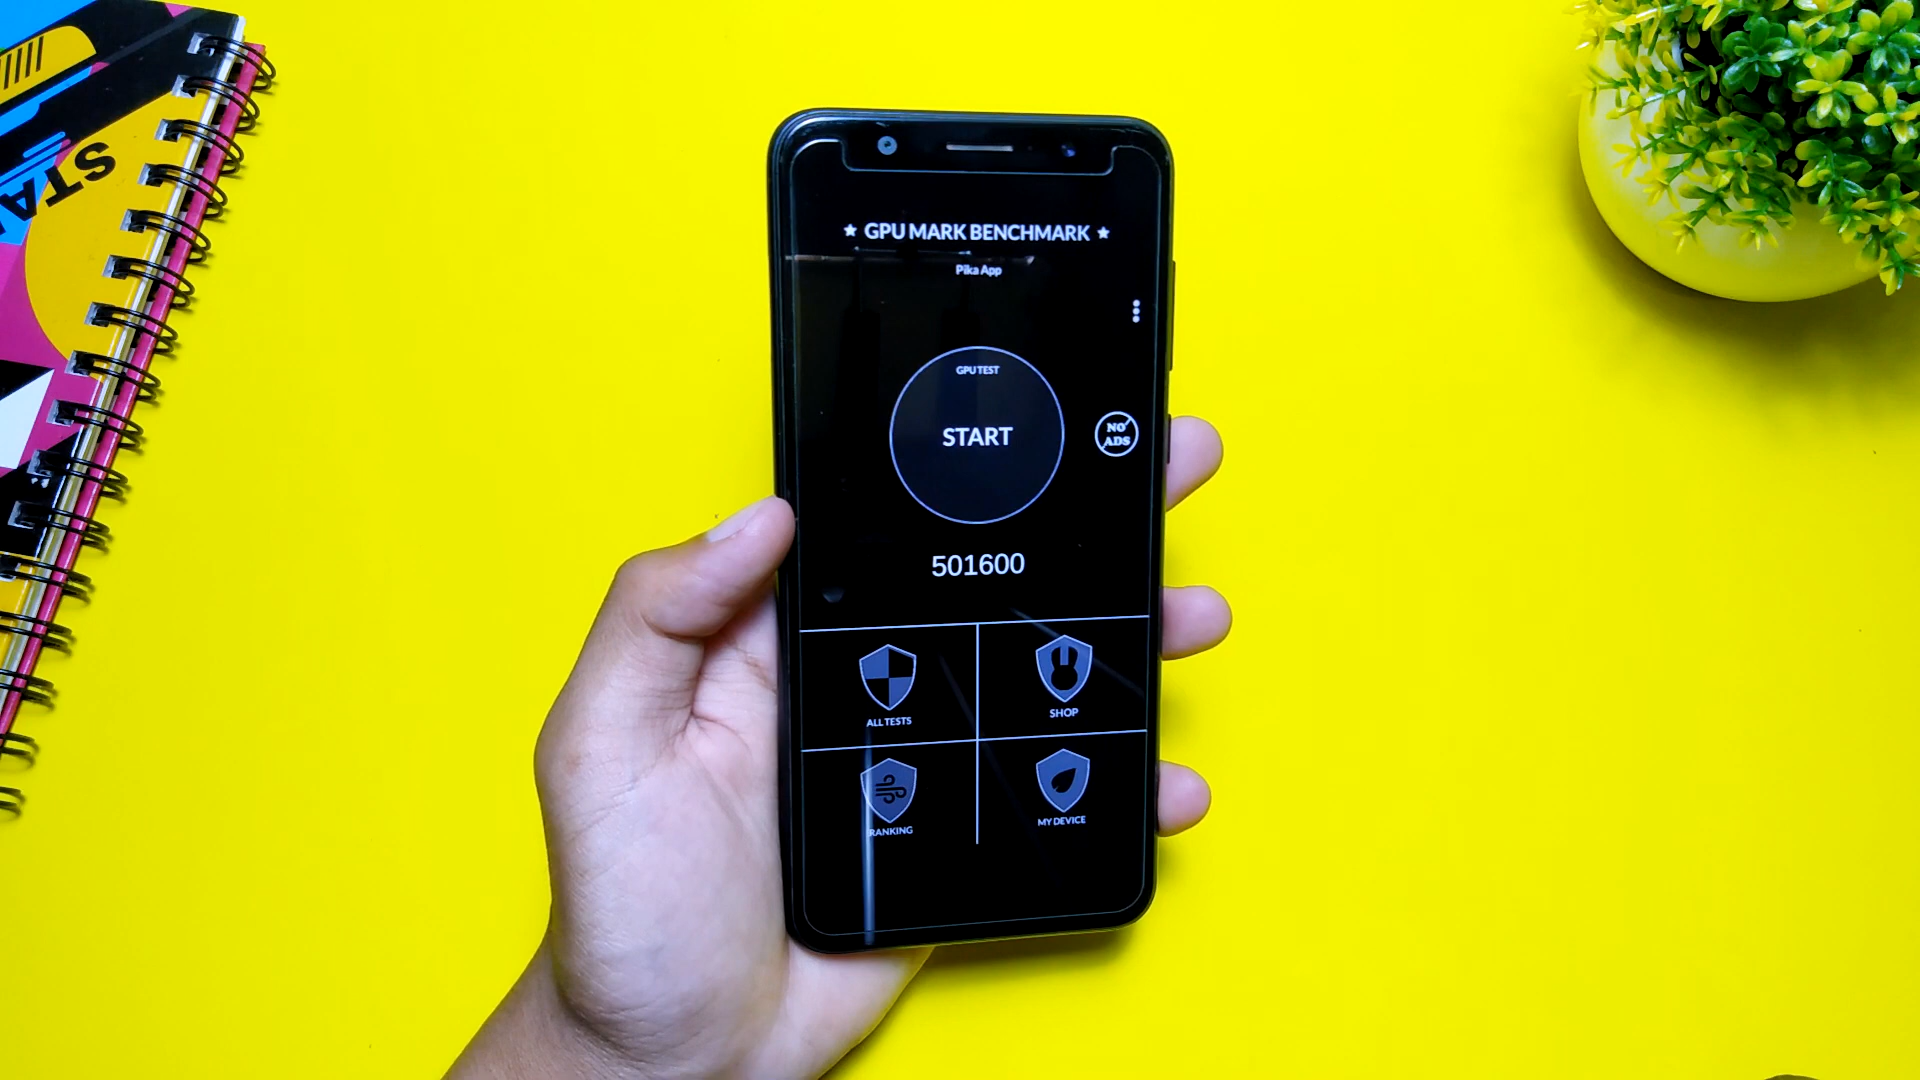 STA
★ GPU MARK BENCHMARK ★
Pika App
GPU TEST
START
NO
ADS
501600
ALL TESTS
SHOP
RANKING
MY DEVICE